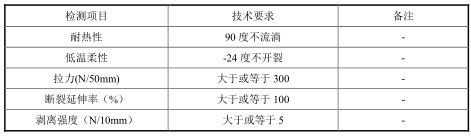 检测项目 技术要求 备注
耐热性 90 度不流淌 -
低温柔性 -24 度不开裂 -
拉力(N/50mm) 大于或等于 300 -
断裂延伸率（%） 大于或等于 100 -
剥离强度（N/10mm） 大于或等于 5 -